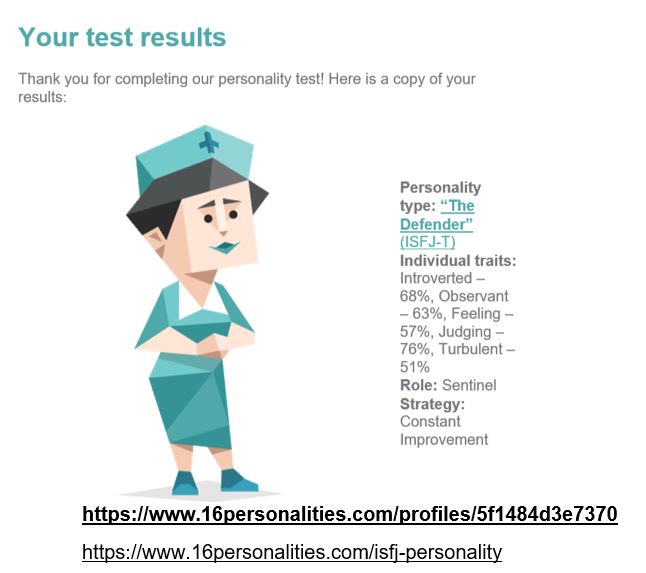 Your test results
Thank you for completing our personality test! Here is a copy of your
results:
Personality
type: “The
Defender”
(ISFJ-T)
Individual traits:
Introverted –
68%, Observant
– 63%, Feeling –
57%, Judging –
76%, Turbulent –
51%
Role: Sentinel
Strategy:
Constant
Improvement
https://www.16personalities.com/profiles/5f1484d3e7370
https://www.16personalities.com/isfj-personality